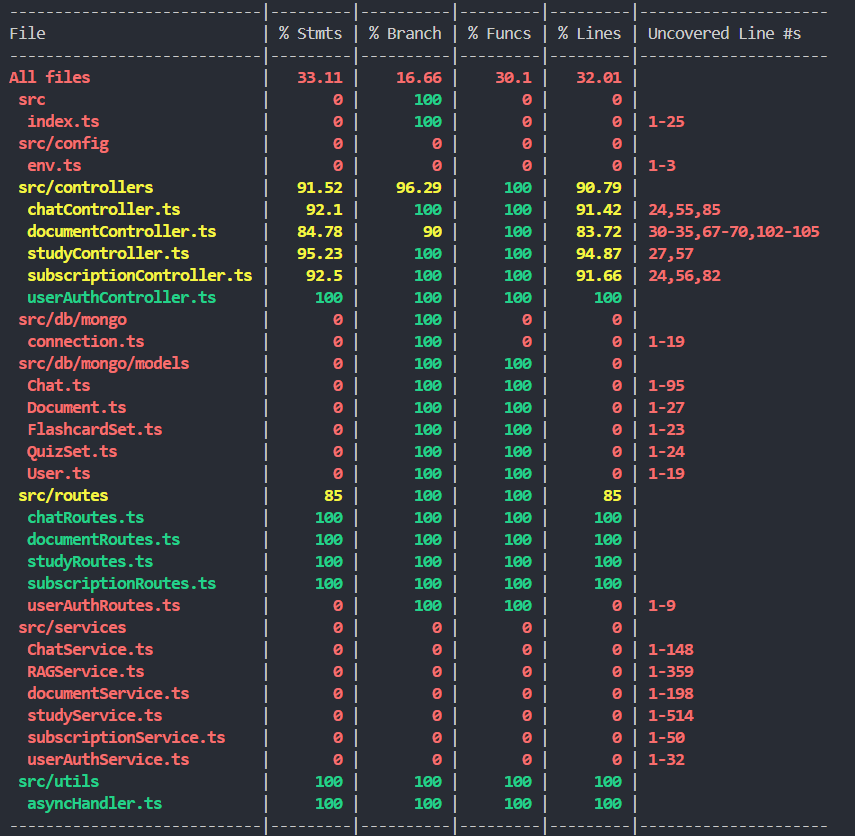 ----------------------------|---------|----------|---------|---------|---------------------
File                        | % Stmts | % Branch | % Funcs | % Lines | Uncovered Line #s
----------------------------|---------|----------|---------|---------|---------------------
All files                   |   33.11 |    16.66 |    30.1 |   32.01 |
 src                        |       0 |      100 |       0 |       0 |
  index.ts                  |       0 |      100 |       0 |       0 | 1-25
 src/config                 |       0 |        0 |       0 |       0 |
  env.ts                    |       0 |        0 |       0 |       0 | 1-3
 src/controllers            |   91.52 |    96.29 |     100 |   90.79 |
  chatController.ts         |    92.1 |      100 |     100 |   91.42 | 24,55,85
  documentController.ts     |   84.78 |       90 |     100 |   83.72 | 30-35,67-70,102-105
  studyController.ts        |   95.23 |      100 |     100 |   94.87 | 27,57
  subscriptionController.ts |    92.5 |      100 |     100 |   91.66 | 24,56,82
  userAuthController.ts     |     100 |      100 |     100 |     100 |
 src/db/mongo               |       0 |      100 |       0 |       0 |
  connection.ts             |       0 |      100 |       0 |       0 | 1-19
 src/db/mongo/models        |       0 |      100 |     100 |       0 |
  Chat.ts                   |       0 |      100 |     100 |       0 | 1-95
  Document.ts               |       0 |      100 |     100 |       0 | 1-27
  FlashcardSet.ts           |       0 |      100 |     100 |       0 | 1-23
  QuizSet.ts                |       0 |      100 |     100 |       0 | 1-24
  User.ts                   |       0 |      100 |     100 |       0 | 1-19
 src/routes                 |      85 |      100 |     100 |      85 |
  chatRoutes.ts             |     100 |      100 |     100 |     100 |
  documentRoutes.ts         |     100 |      100 |     100 |     100 |
  studyRoutes.ts            |     100 |      100 |     100 |     100 |
  subscriptionRoutes.ts     |     100 |      100 |     100 |     100 |
  userAuthRoutes.ts         |       0 |      100 |     100 |       0 | 1-9
 src/services               |       0 |        0 |       0 |       0 |
  ChatService.ts            |       0 |        0 |       0 |       0 | 1-148
  RAGService.ts             |       0 |        0 |       0 |       0 | 1-359
  documentService.ts        |       0 |        0 |       0 |       0 | 1-198
  studyService.ts           |       0 |        0 |       0 |       0 | 1-514
  subscriptionService.ts    |       0 |        0 |       0 |       0 | 1-50
  userAuthService.ts        |       0 |        0 |       0 |       0 | 1-32
 src/utils                  |     100 |      100 |     100 |     100 |
  asyncHandler.ts           |     100 |      100 |     100 |     100 |
----------------------------|---------|----------|---------|---------|---------------------